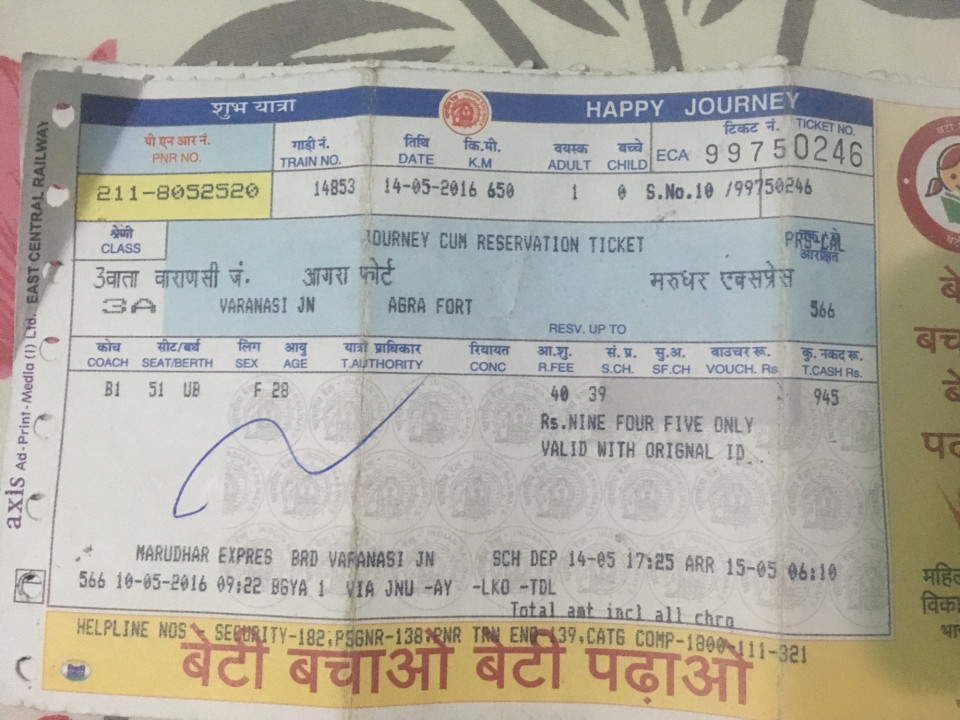 शुभ यात्रा HAPPY JOURNEY
पी एन आर नं. गाड़ी नं. तिथि कि.मी. वयस्क बच्चे टिकट नं. TICKET NO.
PNR NO. TRAIN NO. DATE K.M ADULT CHILD ECA 99750246
211-8052520 14853 14-05-2016 650 1 0 S.No.10 /99750246
श्रेणी
CLASS JOURNEY CUM RESERVATION TICKET PRS-CAL
आरक्षित
3वाता वाराणसी जं. आगरा फोर्ट मरुधर एक्सप्रेस
3A VARANASI JN AGRA FORT 566
RESV. UP TO
कोच सीट/बर्थ लिंग आयु यात्रा प्राधिकार रियायत आ.शु. सं. प्र. सु.अ. वाउचर रू. कु. नकद रू.
COACH SEAT/BERTH SEX AGE T.AUTHORITY CONC R.FEE S.CH. SF.CH VOUCH. Rs. T.CASH Rs.
B1 51 UB F 28 40 39 945
Rs.NINE FOUR FIVE ONLY
VALID WITH ORIGNAL ID
MARUDHAR EXPRES BRD VARANASI JN SCH DEP 14-05 17:25 ARR 15-05 06:10
566 10-05-2016 09:22 BGYA 1 VIA JNU -AY -LKO -TDL
Total amt incl all chrg
HELPLINE NOS - SECURITY-182,PSGNR-138,PNR TRN ENQ-139,CATG COMP-1800-111-321
बेटी बचाओ बेटी पढ़ाओ
axis Ad-Print-Media (I) Ltd. EAST CENTRAL RAILWAY